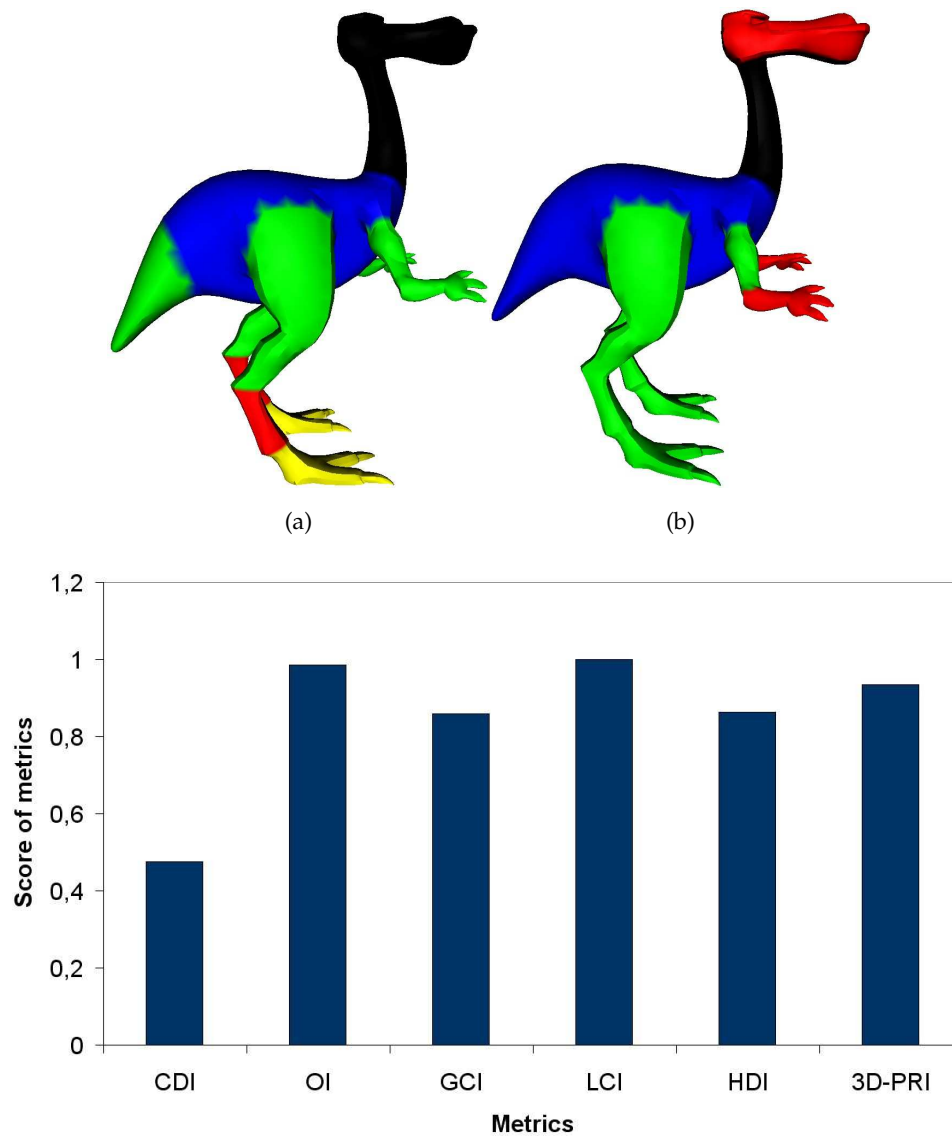 (a) (b)
1,2
1
0,8
0,6
0,4
0,2
0
Score of metrics
CDI OI GCI LCI HDI 3D-PRI
Metrics